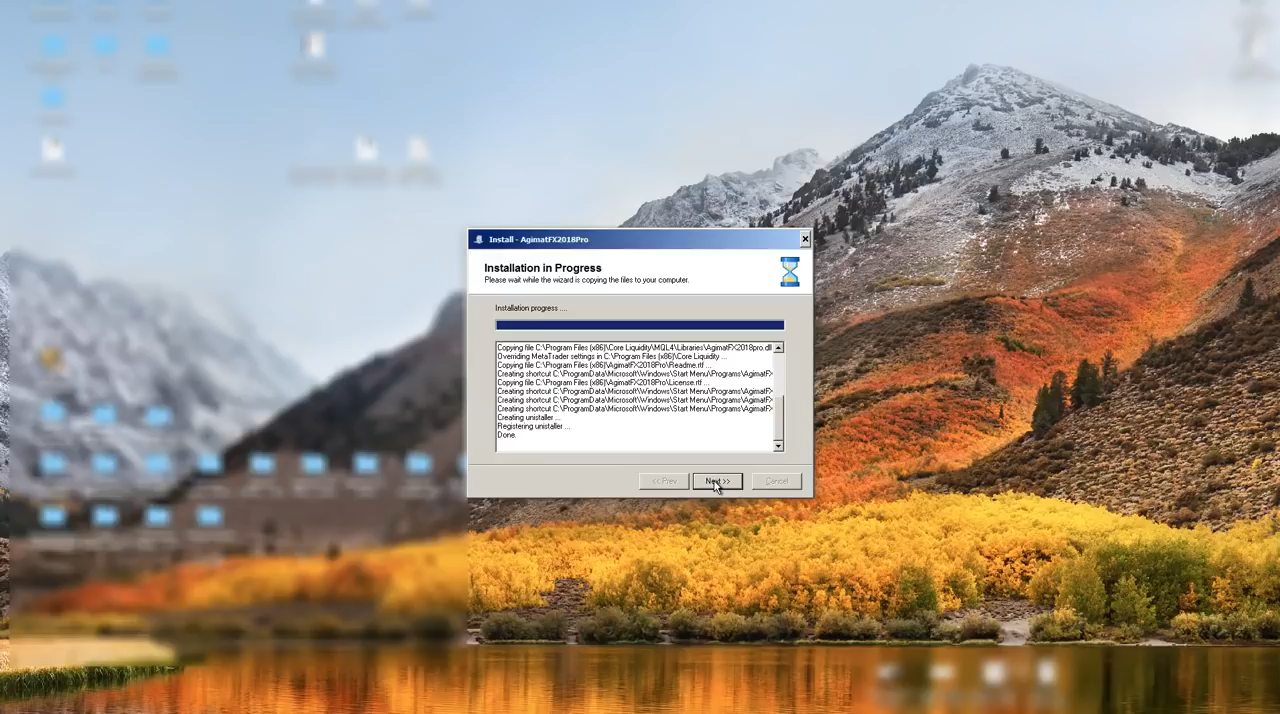 Install - AgimatFX2018Pro
Installation in Progress
Please wait while the wizard is copying the files to your computer.
Installation progress ....
Copying file C:\Program Files (x86)\Core Liquidity\MQL4\Libraries\AgimatFX2018pro.dll
Overriding MetaTrader settings in C:\Program Files (x86)\Core Liquidity ...
Copying file C:\Program Files (x86)\AgimatFX2018Pro\Readme.rtf ...
Creating shortcut C:\ProgramData\Microsoft\Windows\Start Menu\Programs\AgimatFX
Copying file C:\Program Files (x86)\AgimatFX2018Pro\License.rtf ...
Creating shortcut C:\ProgramData\Microsoft\Windows\Start Menu\Programs\AgimatFX
Creating shortcut C:\ProgramData\Microsoft\Windows\Start Menu\Programs\AgimatFX
Creating shortcut C:\ProgramData\Microsoft\Windows\Start Menu\Programs\AgimatFX
Creating unistaller ...
Registering unistaller ...
Done.
<< Prev
Next >>
Cancel